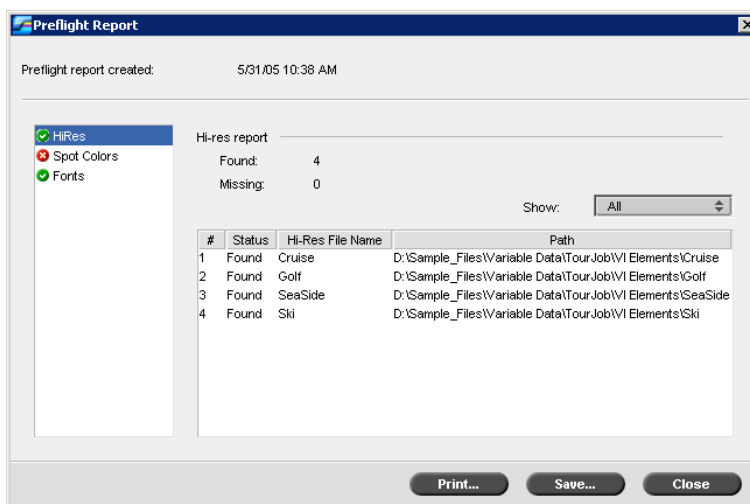 Preflight Report
Preflight report created: 5/31/05 10:38 AM
HiRes
Spot Colors
Fonts
Hi-res report
Found: 4
Missing: 0
Show: All
# Status Hi-Res File Name Path
1 Found Cruise D:\Sample_Files\Variable Data\TourJob\VI Elements\Cruise
2 Found Golf D:\Sample_Files\Variable Data\TourJob\VI Elements\Golf
3 Found SeaSide D:\Sample_Files\Variable Data\TourJob\VI Elements\SeaSide
4 Found Ski D:\Sample_Files\Variable Data\TourJob\VI Elements\Ski
Print... Save... Close